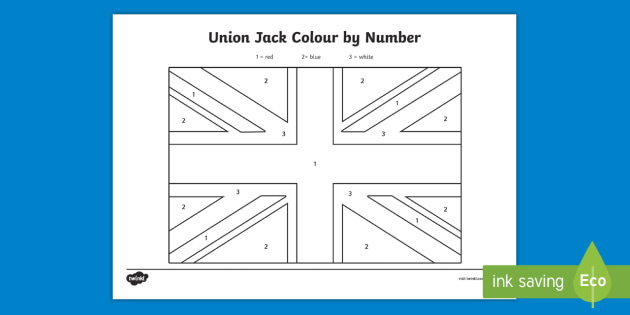 Union Jack Colour by Number
1 = red 2= blue 3 = white
2 2
1 1
2 3 3 2
1
3 3
2 2
1 1
2 2
twinkl
ink saving Eco